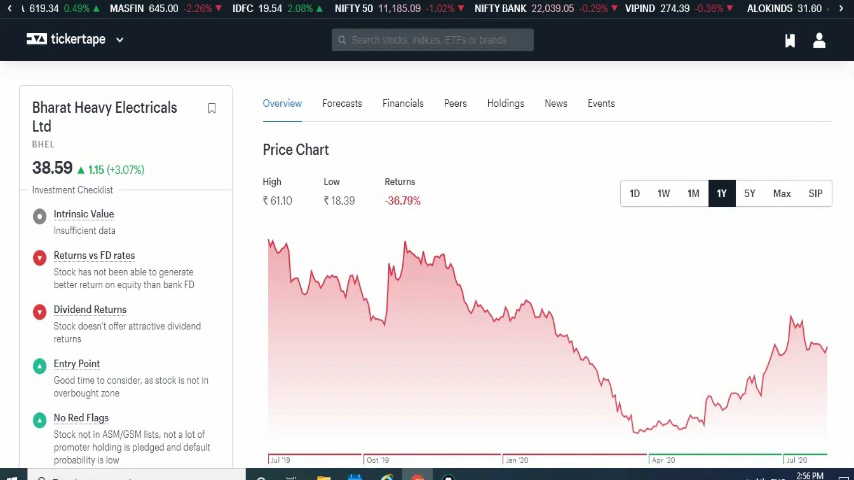 619.34 0.49% MASFIN 645.00 -2.26% IDFC 19.54 2.08% NIFTY 50 11,185.09 -1.02% NIFTY BANK 22,039.05 -0.29% VIPIND 274.39 -0.36% ALOKINDS 31.60
tickertape
Search stocks, indices, ETFs or brands
Bharat Heavy Electricals
Ltd
BHEL
38.59 1.15 (+3.07%)
Investment Checklist
Intrinsic Value
Insufficient data
Returns vs FD rates
Stock has not been able to generate
better return on equity than bank FD
Dividend Returns
Stock doesn't offer attractive dividend
returns
Entry Point
Good time to consider, as stock is not in
overbought zone
No Red Flags
Stock not in ASM/GSM lists, not a lot of
promoter holding is pledged and default
probability is low
Overview Forecasts Financials Peers Holdings News Events
Price Chart
High Low Returns
₹ 61.10 ₹ 18.39 -36.79%
1D 1W 1M 1Y 5Y Max SIP
Jul '19 Oct '19 Jan '20 Apr '20 Jul '20
2:56 PM